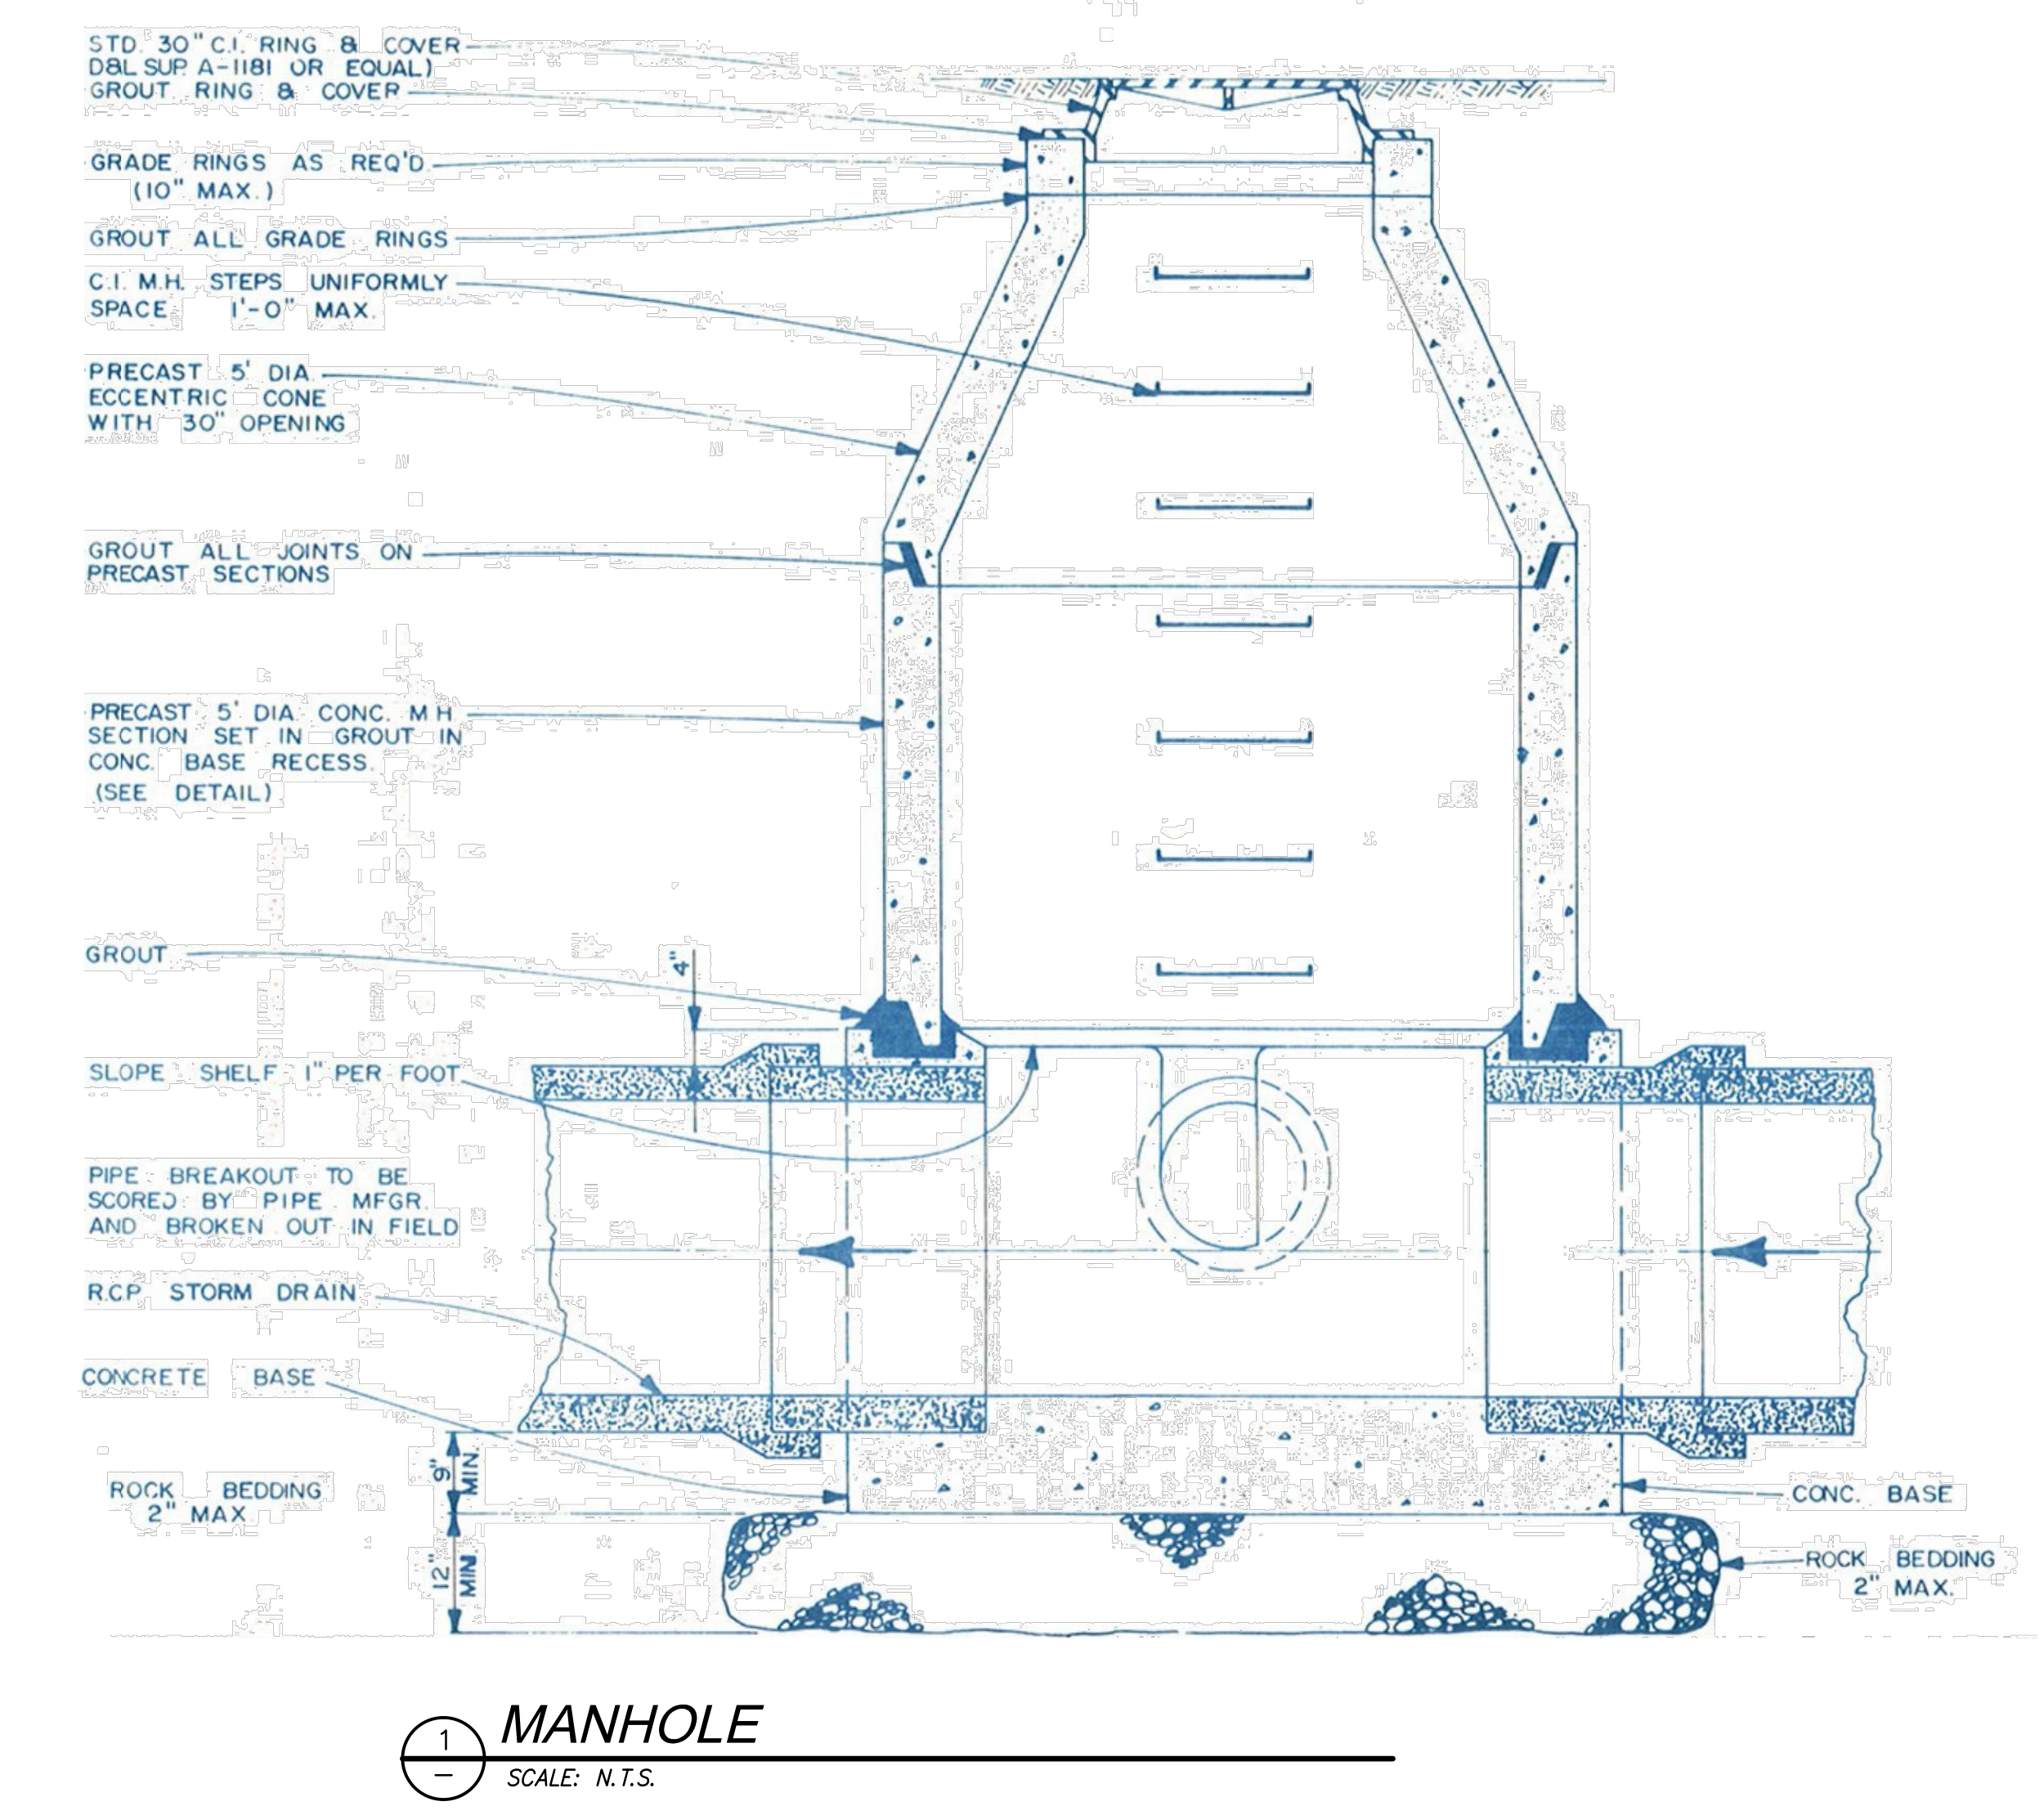 STD. 30" C.I. RING & COVER
D&L SUP. A-1181 OR EQUAL)
GROUT RING & COVER
GRADE RINGS AS REQ'D.
(10" MAX.)
GROUT ALL GRADE RINGS
C.I. M.H. STEPS UNIFORMLY
SPACE 1'-0" MAX.
PRECAST 5' DIA.
ECCENTRIC CONE
WITH 30" OPENING
GROUT ALL JOINTS ON
PRECAST SECTIONS
PRECAST 5' DIA. CONC. M H
SECTION SET IN GROUT IN
CONC. BASE RECESS.
(SEE DETAIL)
GROUT
4"
SLOPE SHELF 1" PER FOOT
PIPE BREAKOUT TO BE
SCORED BY PIPE MFGR.
AND BROKEN OUT IN FIELD
R.C.P. STORM DRAIN
CONCRETE BASE
9"
MIN
ROCK BEDDING
2" MAX
CONC. BASE
12"
MIN.
ROCK BEDDING
2" MAX.
1
–
MANHOLE
SCALE: N.T.S.